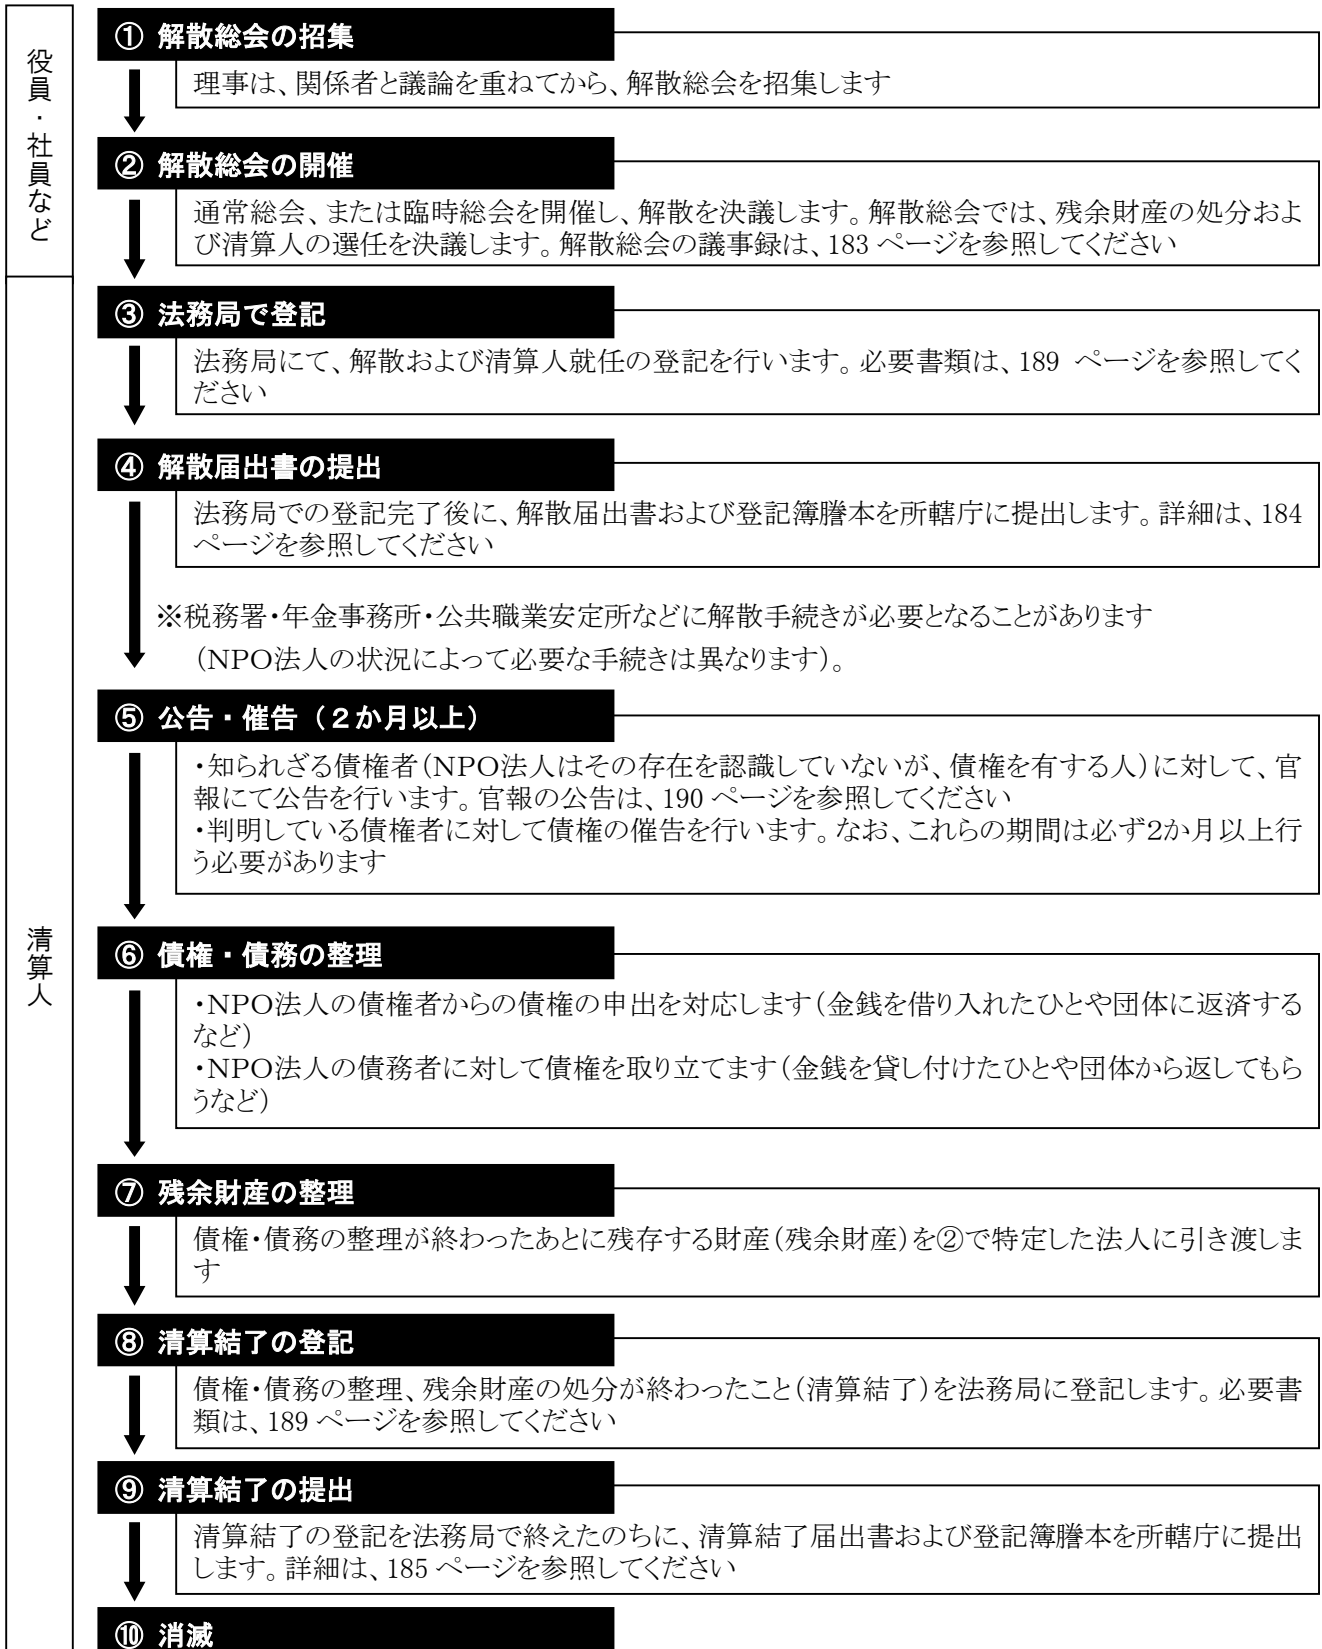 役員・社員など
① 解散総会の招集
理事は、関係者と議論を重ねてから、解散総会を招集します
② 解散総会の開催
通常総会、または臨時総会を開催し、解散を決議します。解散総会では、残余財産の処分およ
び清算人の選任を決議します。解散総会の議事録は、183 ページを参照してください
清算人
③ 法務局で登記
法務局にて、解散および清算人就任の登記を行います。必要書類は、189 ページを参照してく
ださい
④ 解散届出書の提出
法務局での登記完了後に、解散届出書および登記簿謄本を所轄庁に提出します。詳細は、184
ページを参照してください
※税務署・年金事務所・公共職業安定所などに解散手続きが必要となることがあります
（NPO法人の状況によって必要な手続きは異なります）。
⑤ 公告・催告（２か月以上）
・知られざる債権者（NPO法人はその存在を認識していないが、債権を有する人）に対して、官
報にて公告を行います。官報の公告は、190 ページを参照してください
・判明している債権者に対して債権の催告を行います。なお、これらの期間は必ず２か月以上行
う必要があります
⑥ 債権・債務の整理
・NPO法人の債権者からの債権の申出を対応します（金銭を借り入れたひとや団体に返済する
など）
・NPO法人の債務者に対して債権を取り立てます（金銭を貸し付けたひとや団体から返してもら
うなど）
⑦ 残余財産の整理
債権・債務の整理が終わったあとに残存する財産（残余財産）を②で特定した法人に引き渡しま
す
⑧ 清算結了の登記
債権・債務の整理、残余財産の処分が終わったこと（清算結了）を法務局に登記します。必要書
類は、189 ページを参照してください
⑨ 清算結了の提出
清算結了の登記を法務局で終えたのちに、清算結了届出書および登記簿謄本を所轄庁に提出
します。詳細は、185 ページを参照してください
⑩ 消滅